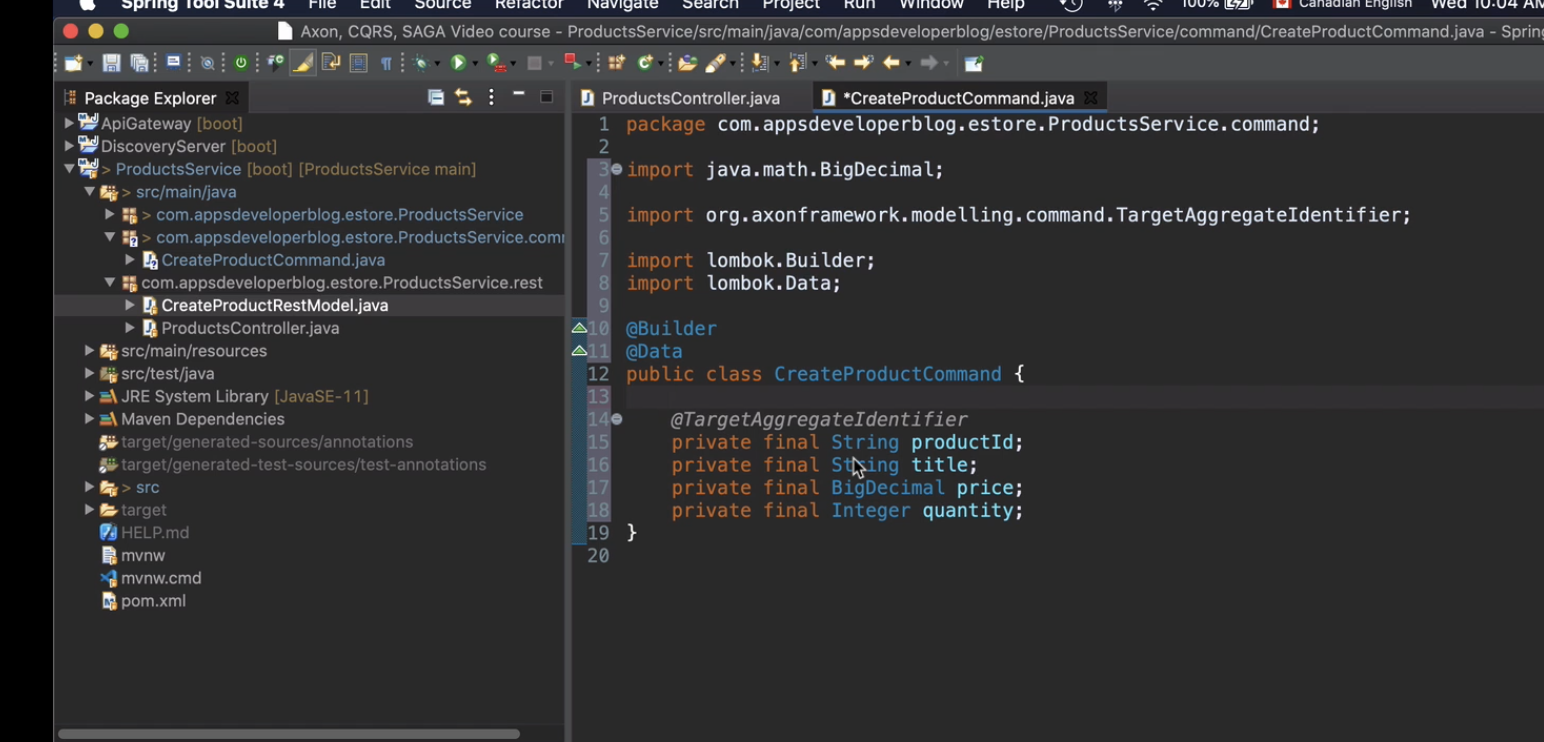 Spring Tool Suite 4 File Edit Source Refactor Navigate Search Project Run Window Help 100% Canadian English Wed 10:04 AM
Axon, CQRS, SAGA Video course - ProductsService/src/main/java/com/appsdeveloperblog/estore/ProductsService/command/CreateProductCommand.java - Spring
Package Explorer
ProductsController.java
*CreateProductCommand.java
ApiGateway [boot]
DiscoveryServer [boot]
> ProductsService [boot] [ProductsService main]
> src/main/java
> com.appsdeveloperblog.estore.ProductsService
> com.appsdeveloperblog.estore.ProductsService.com
CreateProductCommand.java
com.appsdeveloperblog.estore.ProductsService.rest
CreateProductRestModel.java
ProductsController.java
src/main/resources
src/test/java
JRE System Library [JavaSE-11]
Maven Dependencies
target/generated-sources/annotations
target/generated-test-sources/test-annotations
> src
target
HELP.md
mvnw
mvnw.cmd
pom.xml
1 package com.appsdeveloperblog.estore.ProductsService.command;
2
3 import java.math.BigDecimal;
4
5 import org.axonframework.modelling.command.TargetAggregateIdentifier;
6
7 import lombok.Builder;
8 import lombok.Data;
9
10 @Builder
11 @Data
12 public class CreateProductCommand {
13
14 @TargetAggregateIdentifier
15 private final String productId;
16 private final String title;
17 private final BigDecimal price;
18 private final Integer quantity;
19 }
20